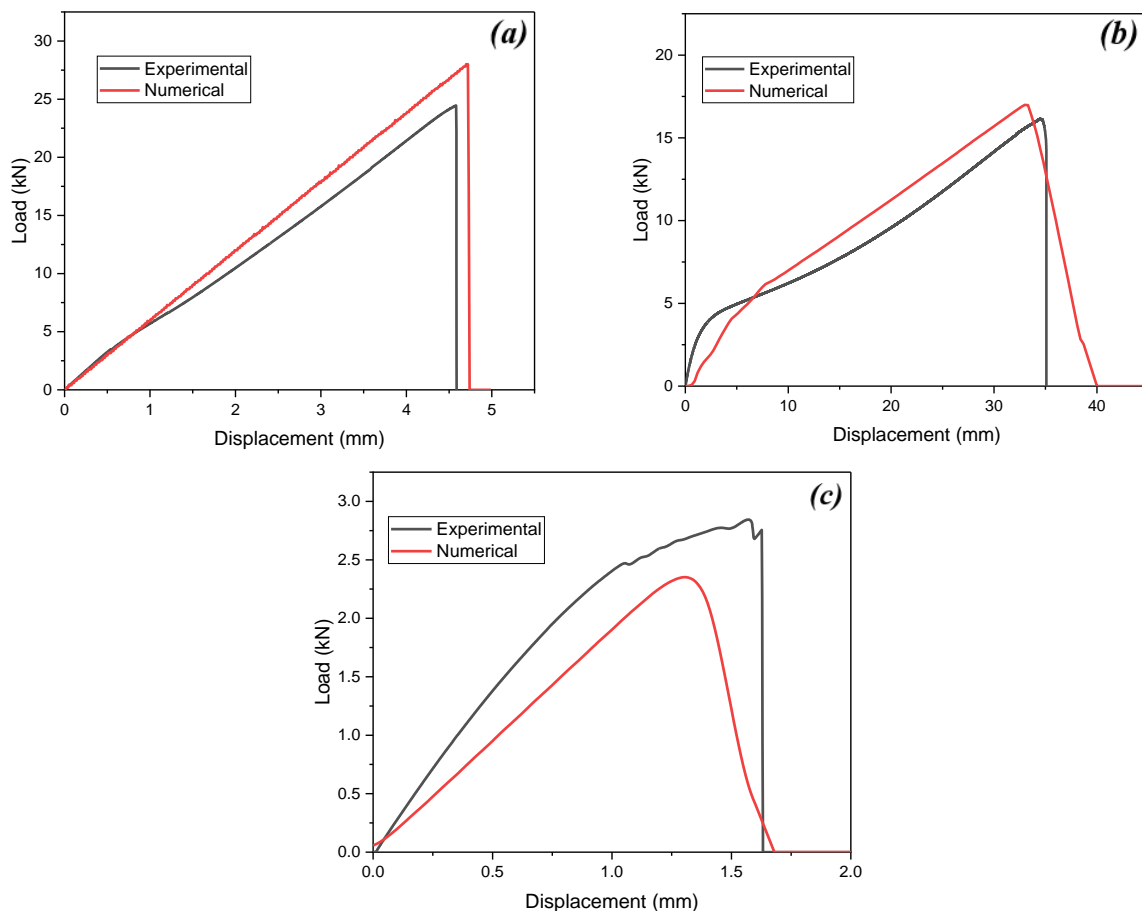 (a)
Experimental
Numerical
Load (kN)
30
25
20
15
10
5
0
0 1 2 3 4 5
Displacement (mm)
(b)
Experimental
Numerical
Load (kN)
20
15
10
5
0
0 10 20 30 40
Displacement (mm)
(c)
Experimental
Numerical
Load (kN)
3.0
2.5
2.0
1.5
1.0
0.5
0.0
0.0 0.5 1.0 1.5 2.0
Displacement (mm)